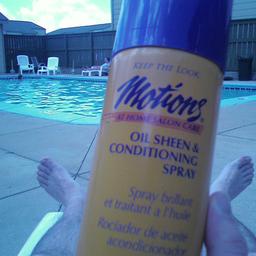 KEEP THE LOOK
Motions
AT HOME SALON CARE
OIL SHEEN &
CONDITIONING
SPRAY
Spray brillant
et traitant a l'huile
Rociador de aceite
acondicionador